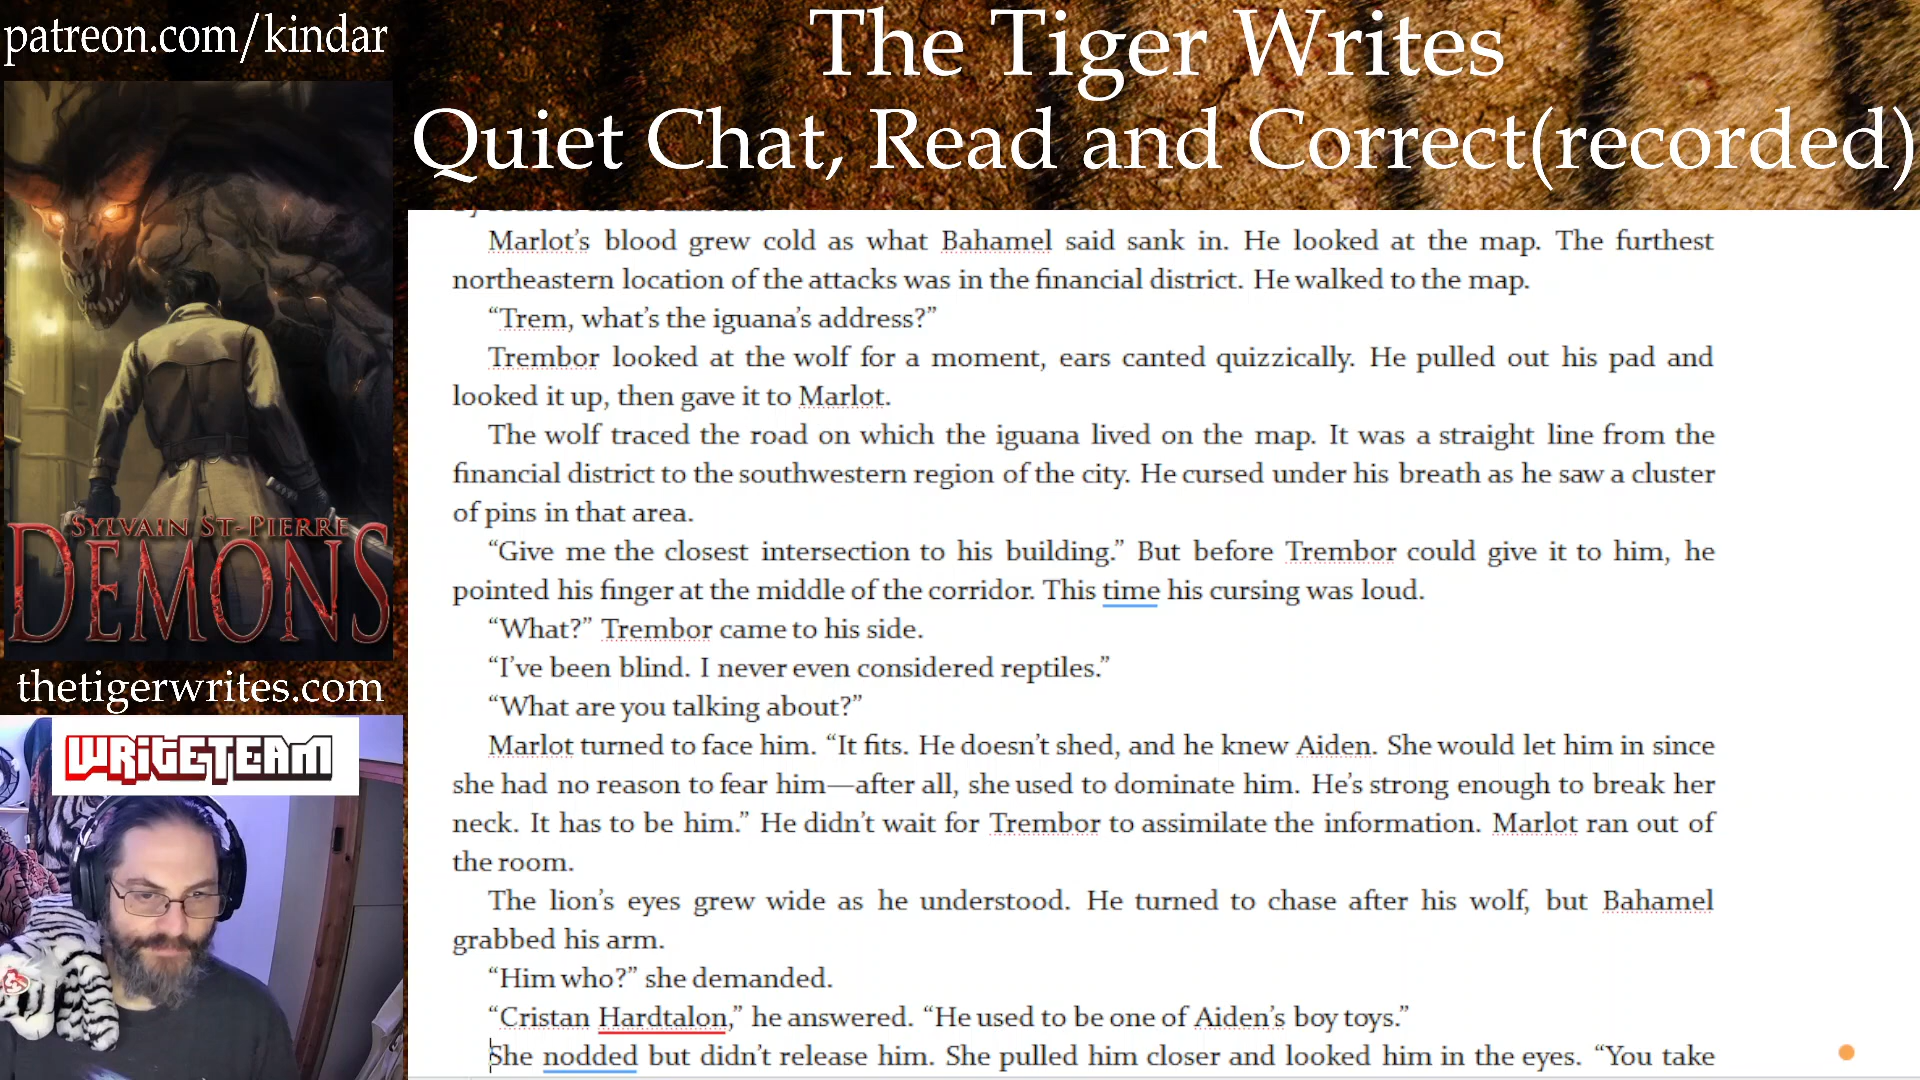 patreon.com/kindar
The Tiger Writes
Quiet Chat, Read and Correct(recorded)
SYLVAIN ST-PIERRE
DEMONS
thetigerwrites.com
WRITETEAM
Marlot’s blood grew cold as what Bahamel said sank in. He looked at the map. The furthest
northeastern location of the attacks was in the financial district. He walked to the map.
“Trem, what’s the iguana’s address?”
Trembor looked at the wolf for a moment, ears canted quizzically. He pulled out his pad and
looked it up, then gave it to Marlot.
The wolf traced the road on which the iguana lived on the map. It was a straight line from the
financial district to the southwestern region of the city. He cursed under his breath as he saw a cluster
of pins in that area.
“Give me the closest intersection to his building.” But before Trembor could give it to him, he
pointed his finger at the middle of the corridor. This time his cursing was loud.
“What?” Trembor came to his side.
“I’ve been blind. I never even considered reptiles.”
“What are you talking about?”
Marlot turned to face him. “It fits. He doesn’t shed, and he knew Aiden. She would let him in since
she had no reason to fear him—after all, she used to dominate him. He’s strong enough to break her
neck. It has to be him.” He didn’t wait for Trembor to assimilate the information. Marlot ran out of
the room.
The lion’s eyes grew wide as he understood. He turned to chase after his wolf, but Bahamel
grabbed his arm.
“Him who?” she demanded.
“Cristan Hardtalon,” he answered. “He used to be one of Aiden’s boy toys.”
She nodded but didn’t release him. She pulled him closer and looked him in the eyes. “You take